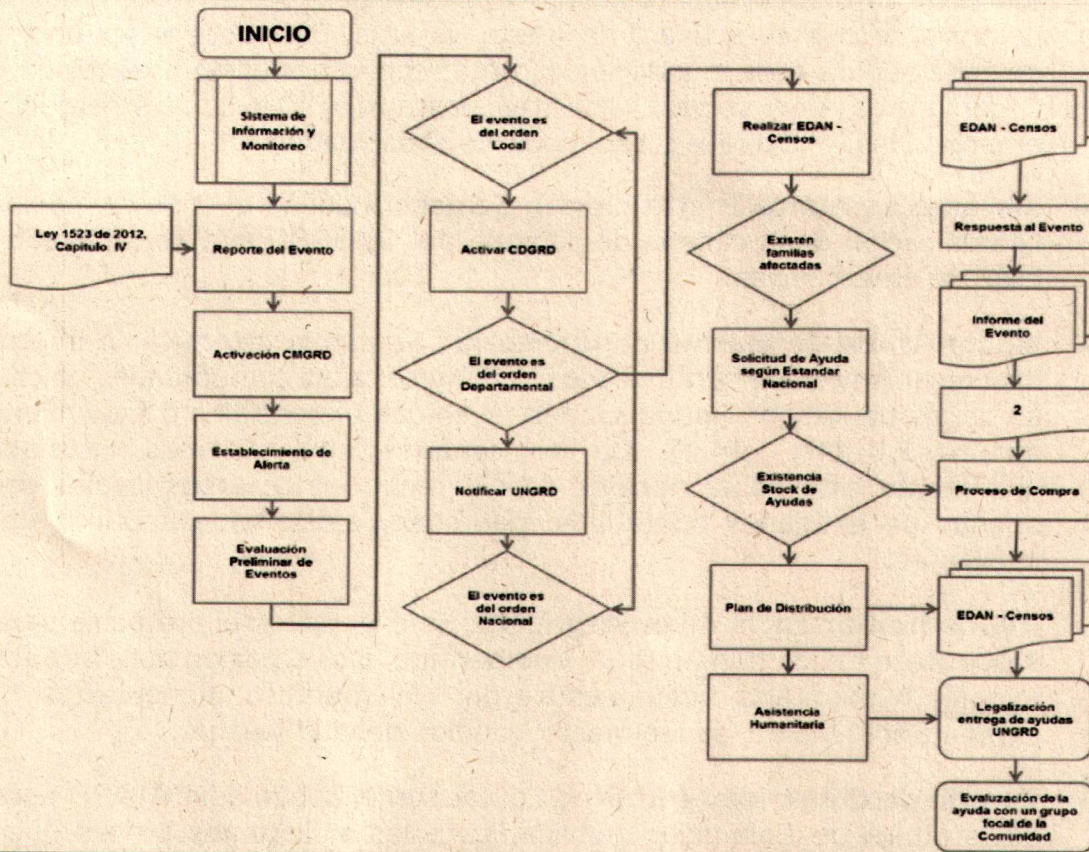 INICIO
Sistema de
Información y
Monitoreo
Ley 1523 de 2012,
Capitulo IV
Reporte del Evento
Activación CMGRD
Establecimiento de
Alerta
Evaluación
Preliminar de
Eventos
El evento es
del orden
Local
Activar CDGRD
El evento es
del orden
Departamental
Notificar UNGRD
El evento es
del orden
Nacional
Realizar EDAN -
Censos
Existen
familias
afectadas
Solicitud de Ayuda
según Estandar
Nacional
Existencia
Stock de
Ayudas
Plan de Distribución
Asistencia
Humanitaria
EDAN - Censos
Respuesta al Evento
Informe del
Evento
2
Proceso de Compra
EDAN - Censos
Legalización
entrega de ayudas
UNGRD
Evaluzación de la
ayuda con un grupo
focal de la
Comunidad